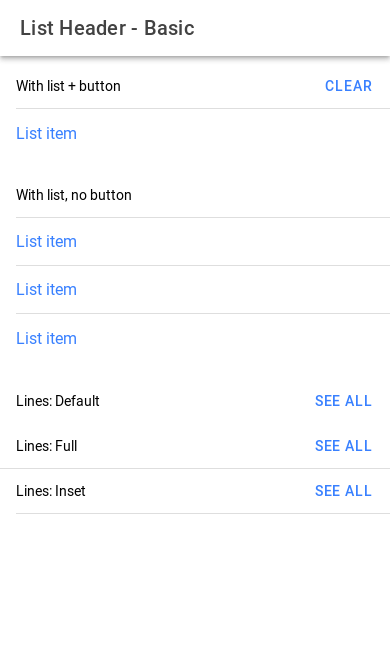 List Header - Basic
With list + button CLEAR
List item
With list, no button
List item
List item
List item
Lines: Default SEE ALL
Lines: Full SEE ALL
Lines: Inset SEE ALL